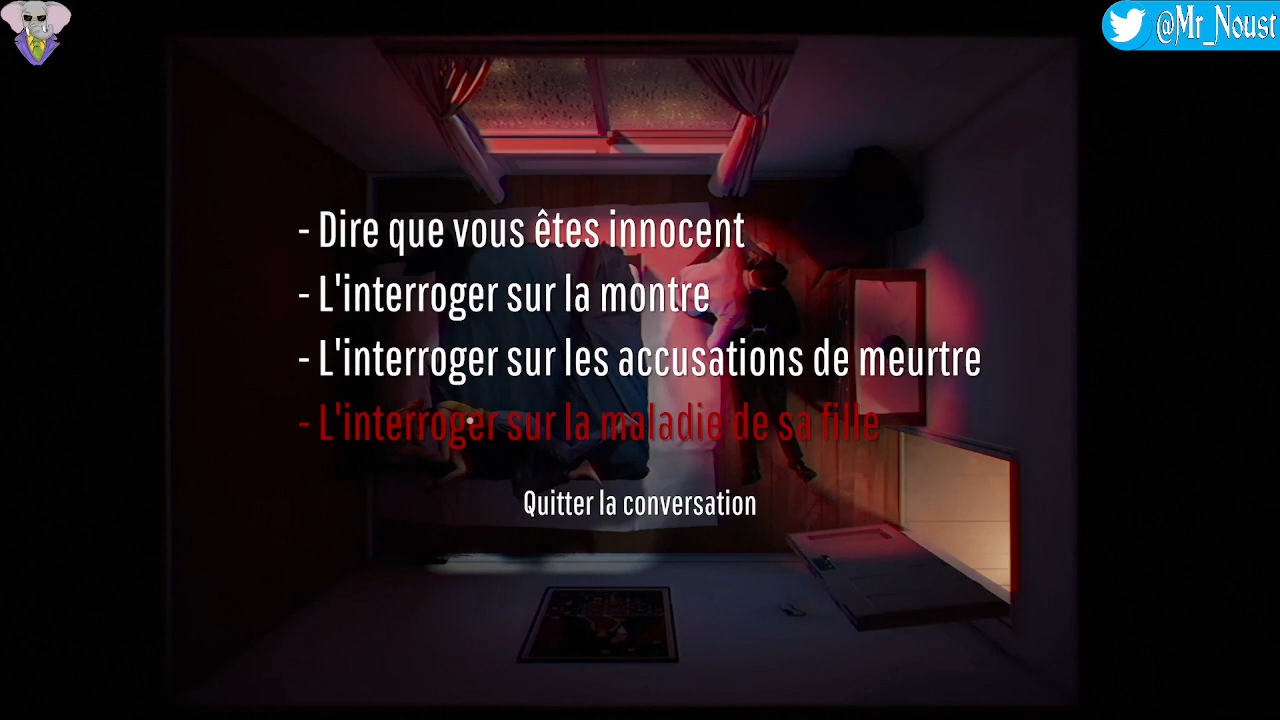 @Mr_Noust
- Dire que vous êtes innocent
- L'interroger sur la montre
- L'interroger sur les accusations de meurtre
- L'interroger sur la maladie de sa fille
Quitter la conversation